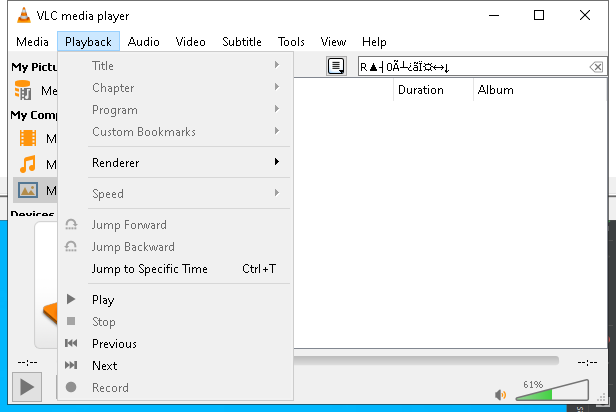 VLC media player
Media Playback Audio Video Subtitle Tools View Help
My Pictu
R▲┤0Ã┴¿ãÏ¤↔↓
Title
Chapter
Program
Custom Bookmarks
Renderer
Speed
Jump Forward
Jump Backward
Jump to Specific Time Ctrl+T
Play
Stop
Previous
Next
Record
Me
My Comp
M
M
M
Devices
Duration Album
--:-- --:--
61%